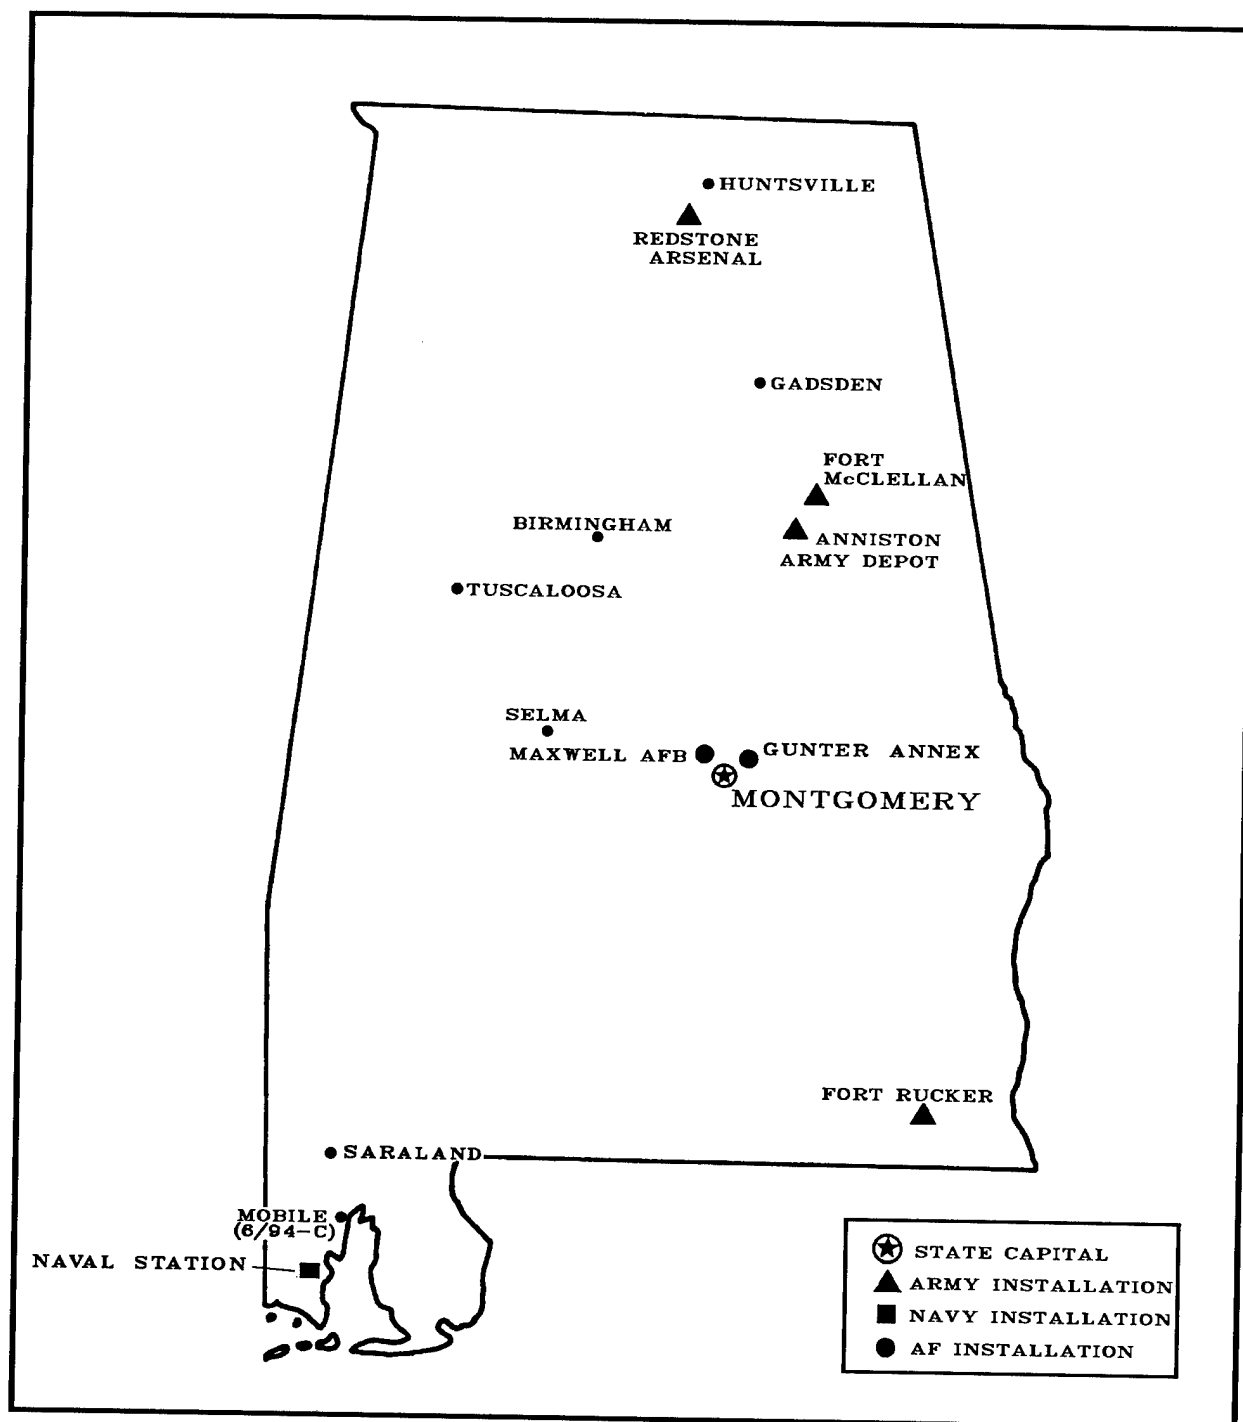 HUNTSVILLE
REDSTONE
ARSENAL
GADSDEN
FORT
McCLELLAN
BIRMINGHAM
ANNISTON
ARMY DEPOT
TUSCALOOSA
SELMA
MAXWELL AFB
GUNTER ANNEX
MONTGOMERY
FORT RUCKER
SARALAND
MOBILE
(6/94-C)
NAVAL STATION
STATE CAPITAL
ARMY INSTALLATION
NAVY INSTALLATION
AF INSTALLATION